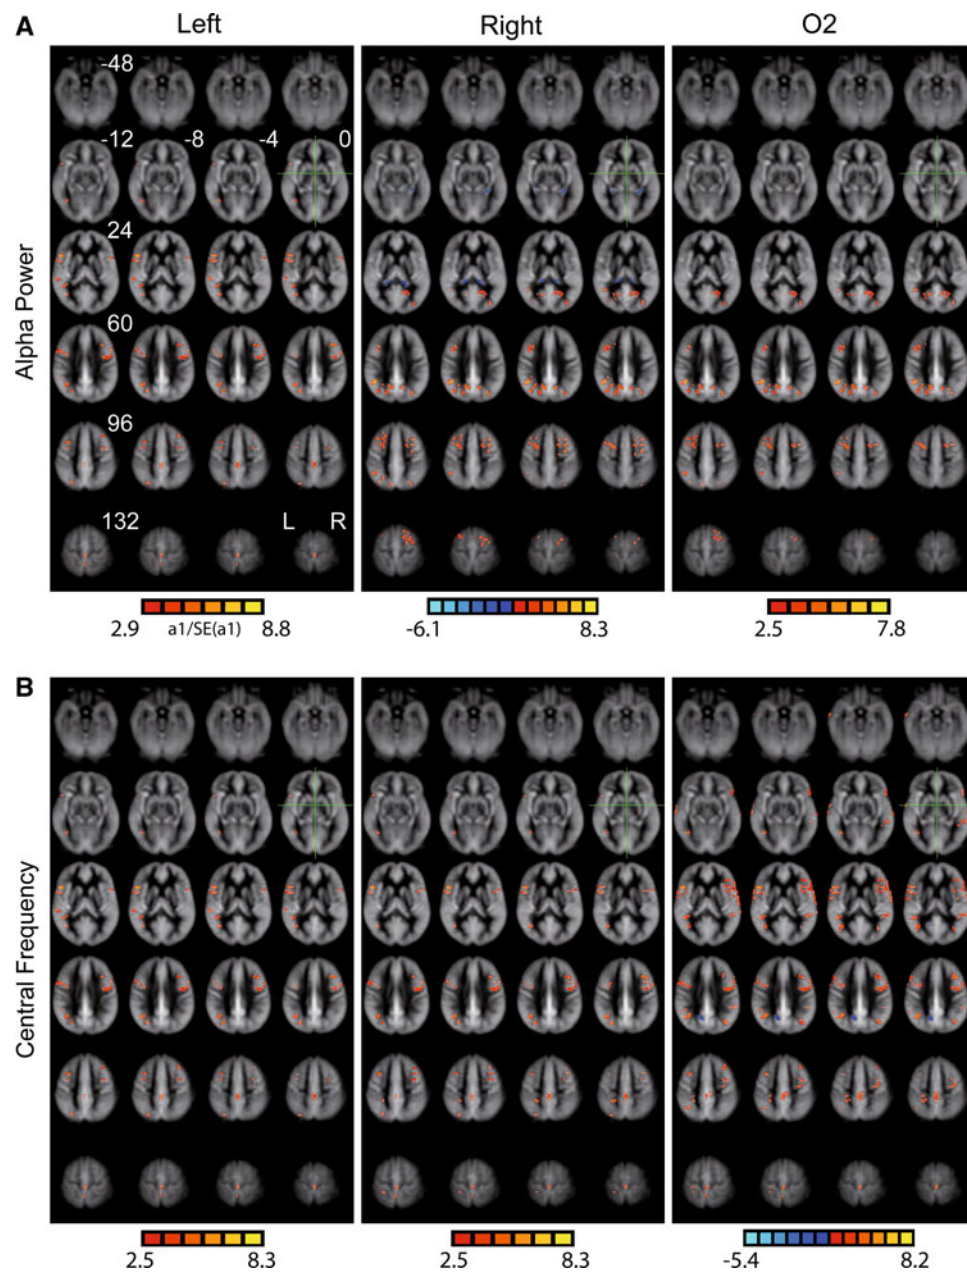 A
Left
Right
O2
Alpha Power
-48
-12 -8 -4 0
24
60
96
132 L R
2.9 a1/SE(a1) 8.8
-6.1 8.3
2.5 7.8
B
Central Frequency
2.5 8.3
2.5 8.3
-5.4 8.2